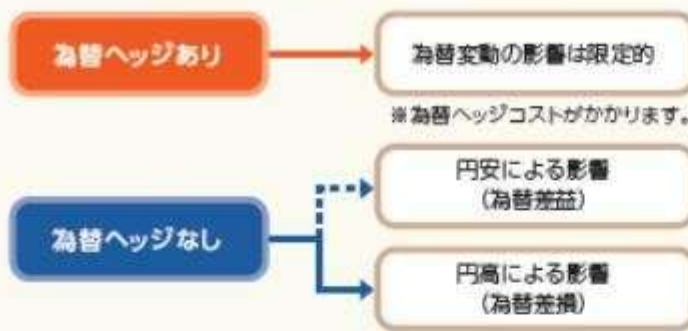 為替ヘッジあり
為替変動の影響は限定的
※為替ヘッジコストがかかります。
為替ヘッジなし
円安による影響
(為替差益)
円高による影響
(為替差損)